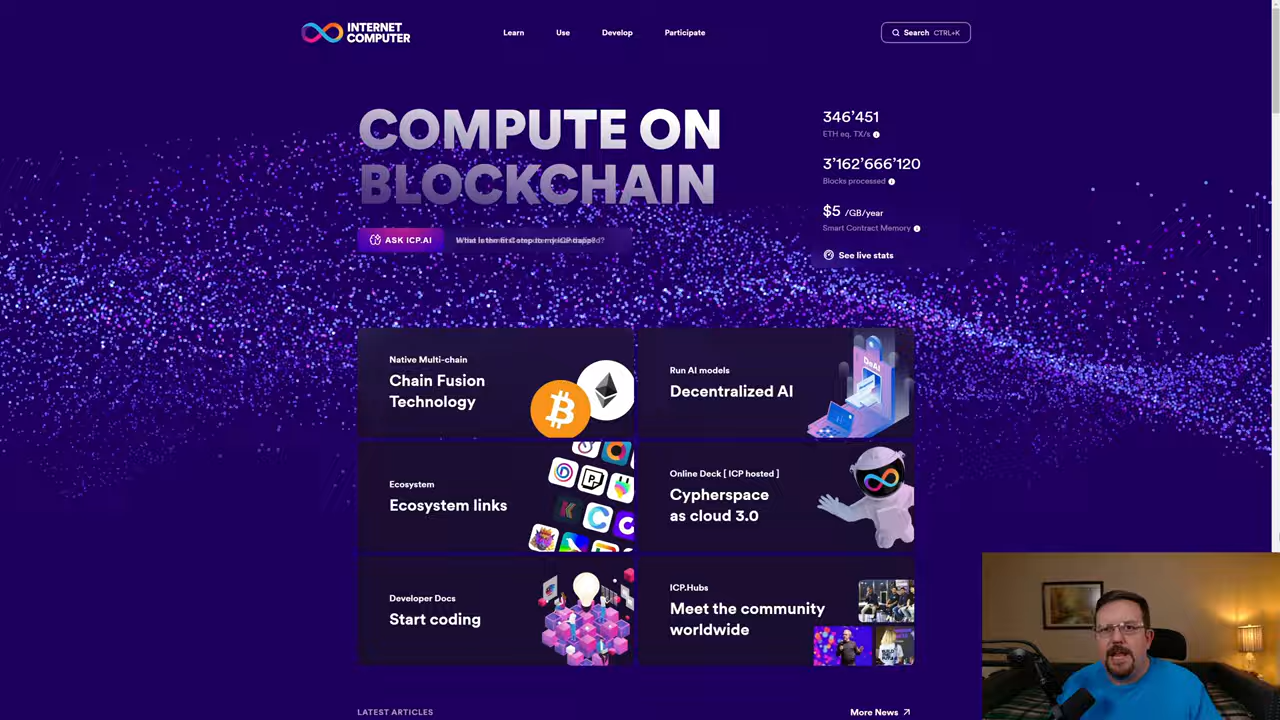 INTERNET
COMPUTER
Learn
Use
Develop
Participate
Search CTRL+K
COMPUTE ON
BLOCKCHAIN
346'451
ETH eq. TX/s
3'162'666'120
Blocks processed
$5 /GB/year
Smart Contract Memory
See live stats
ASK ICP.AI
Native Multi-chain
Chain Fusion
Technology
Run AI models
Decentralized AI
DeAI
Ecosystem
Ecosystem links
Online Deck [ ICP hosted ]
Cypherspace
as cloud 3.0
Developer Docs
Start coding
ICP.Hubs
Meet the community
worldwide
LATEST ARTICLES
More News